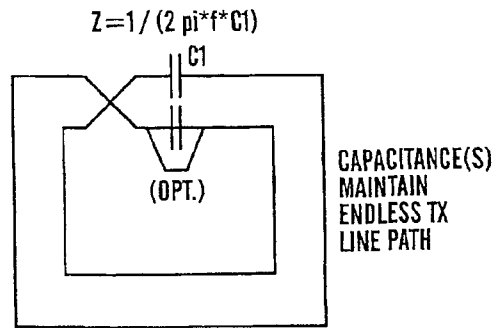 Z=1/(2 pi*f*C1)
C1
(OPT.)
CAPACITANCE(S)
MAINTAIN
ENDLESS TX
LINE PATH